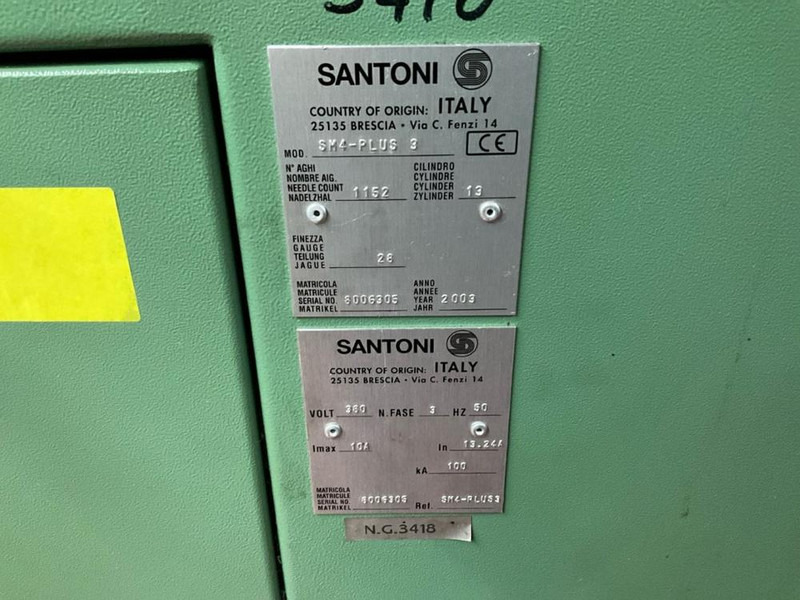 3418
SANTONI
COUNTRY OF ORIGIN: ITALY
25135 BRESCIA • Via C. Fenzi 14
MOD. SM4-PLUS 3 CE
N° AGHI
NOMBRE AIG.
NEEDLE COUNT 1152
NADELZHAL
CILINDRO
CYLINDRE
CYLINDER 13
ZYLINDER
FINEZZA
GAUGE
TEILUNG 28
JAGUE
MATRICOLA
MATRICULE
SERIAL NO. 6006305
MATRIKEL
ANNO
ANNEE
YEAR 2003
JAHR
SANTONI
COUNTRY OF ORIGIN: ITALY
25135 BRESCIA • Via C. Fenzi 14
VOLT 380 N.FASE 3 HZ 50
Imax 10A In 13.24A
kA 100
MATRICOLA
MATRICULE
SERIAL NO. 6006305
MATRIKEL
Ref. SM4-PLUS3
N.G.3418